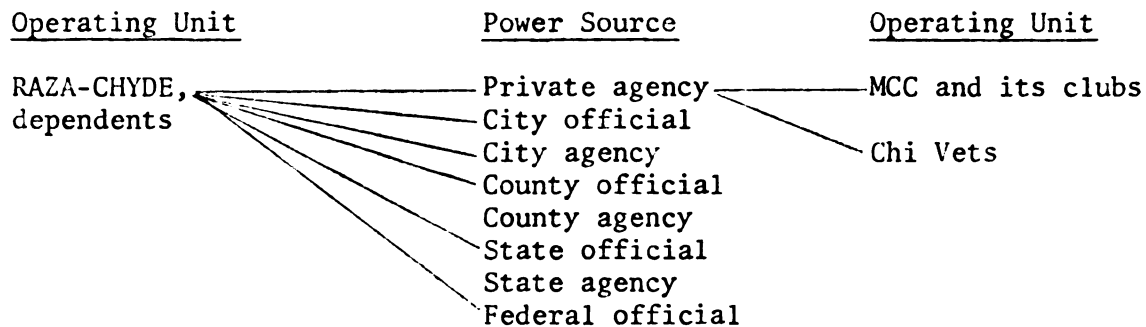 Operating Unit Power Source Operating Unit
RAZA-CHYDE, Private agency MCC and its clubs
dependents City official
City agency Chi Vets
County official
County agency
State official
State agency
Federal official